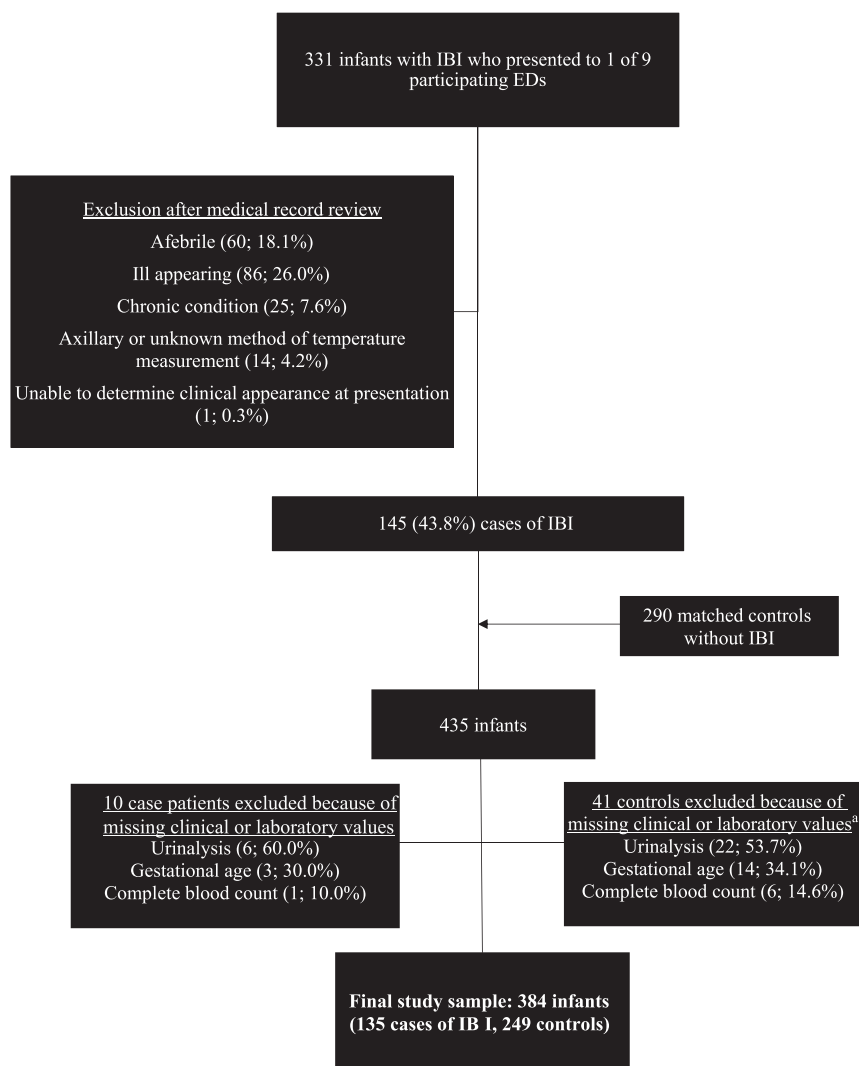 331 infants with IBI who presented to 1 of 9
participating EDs
Exclusion after medical record review
Afebrile (60; 18.1%)
Ill appearing (86; 26.0%)
Chronic condition (25; 7.6%)
Axillary or unknown method of temperature
measurement (14; 4.2%)
Unable to determine clinical appearance at presentation
(1; 0.3%)
145 (43.8%) cases of IBI
290 matched controls
without IBI
435 infants
10 case patients excluded because of
missing clinical or laboratory values
Urinalysis (6; 60.0%)
Gestational age (3; 30.0%)
Complete blood count (1; 10.0%)
41 controls excluded because of
missing clinical or laboratory valuesᵃ
Urinalysis (22; 53.7%)
Gestational age (14; 34.1%)
Complete blood count (6; 14.6%)
Final study sample: 384 infants
(135 cases of IB I, 249 controls)